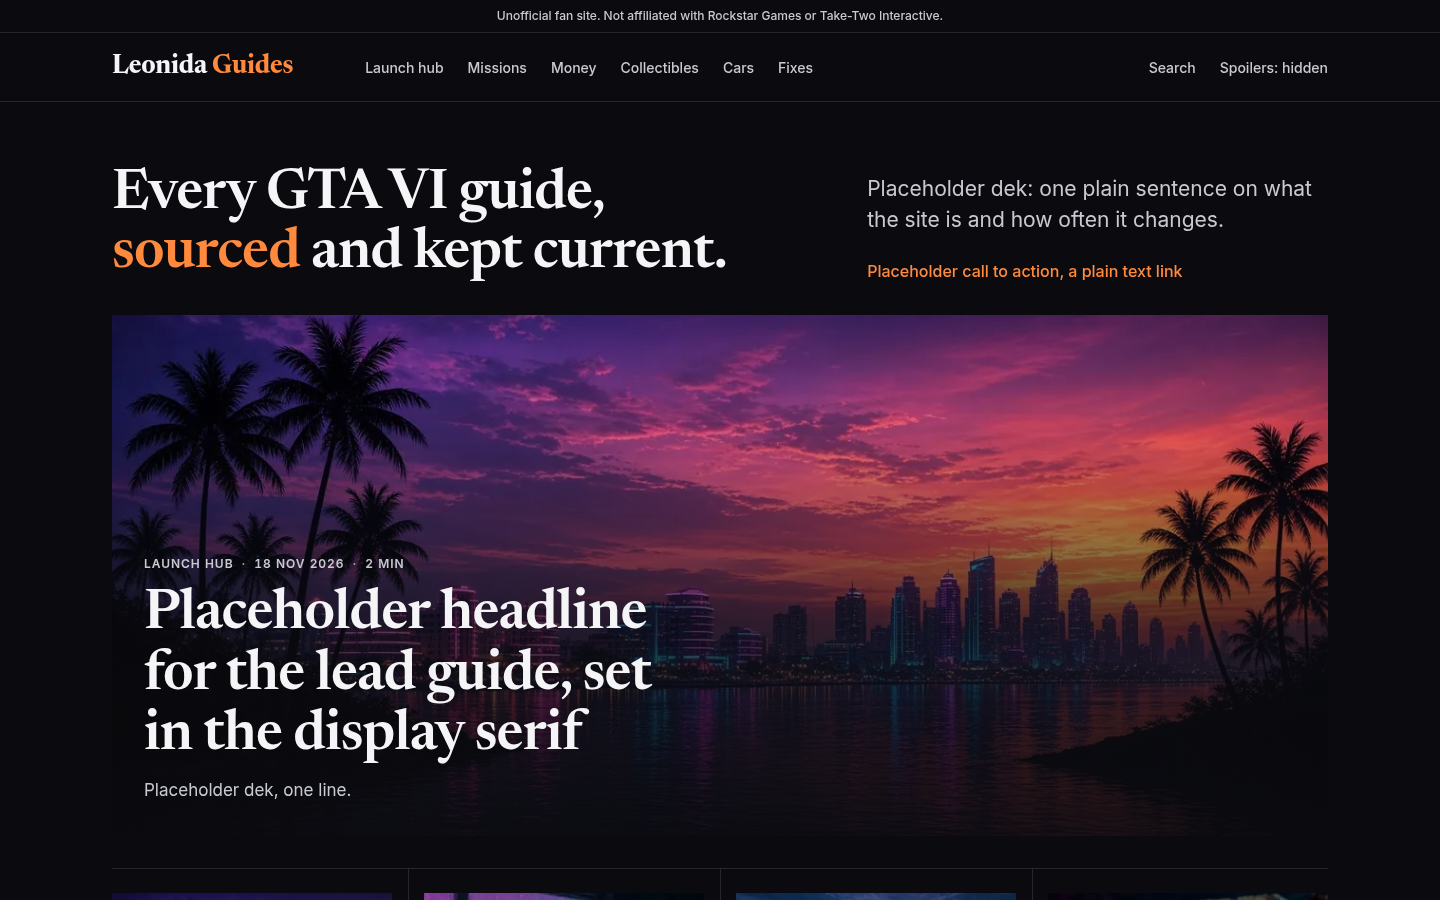 Unofficial fan site. Not affiliated with Rockstar Games or Take-Two Interactive.
Leonida Guides
Launch hub Missions Money Collectibles Cars Fixes
Search Spoilers: hidden
Every GTA VI guide,
sourced and kept current.
Placeholder dek: one plain sentence on what
the site is and how often it changes.
Placeholder call to action, a plain text link
LAUNCH HUB · 18 NOV 2026 · 2 MIN
Placeholder headline
for the lead guide, set
in the display serif
Placeholder dek, one line.